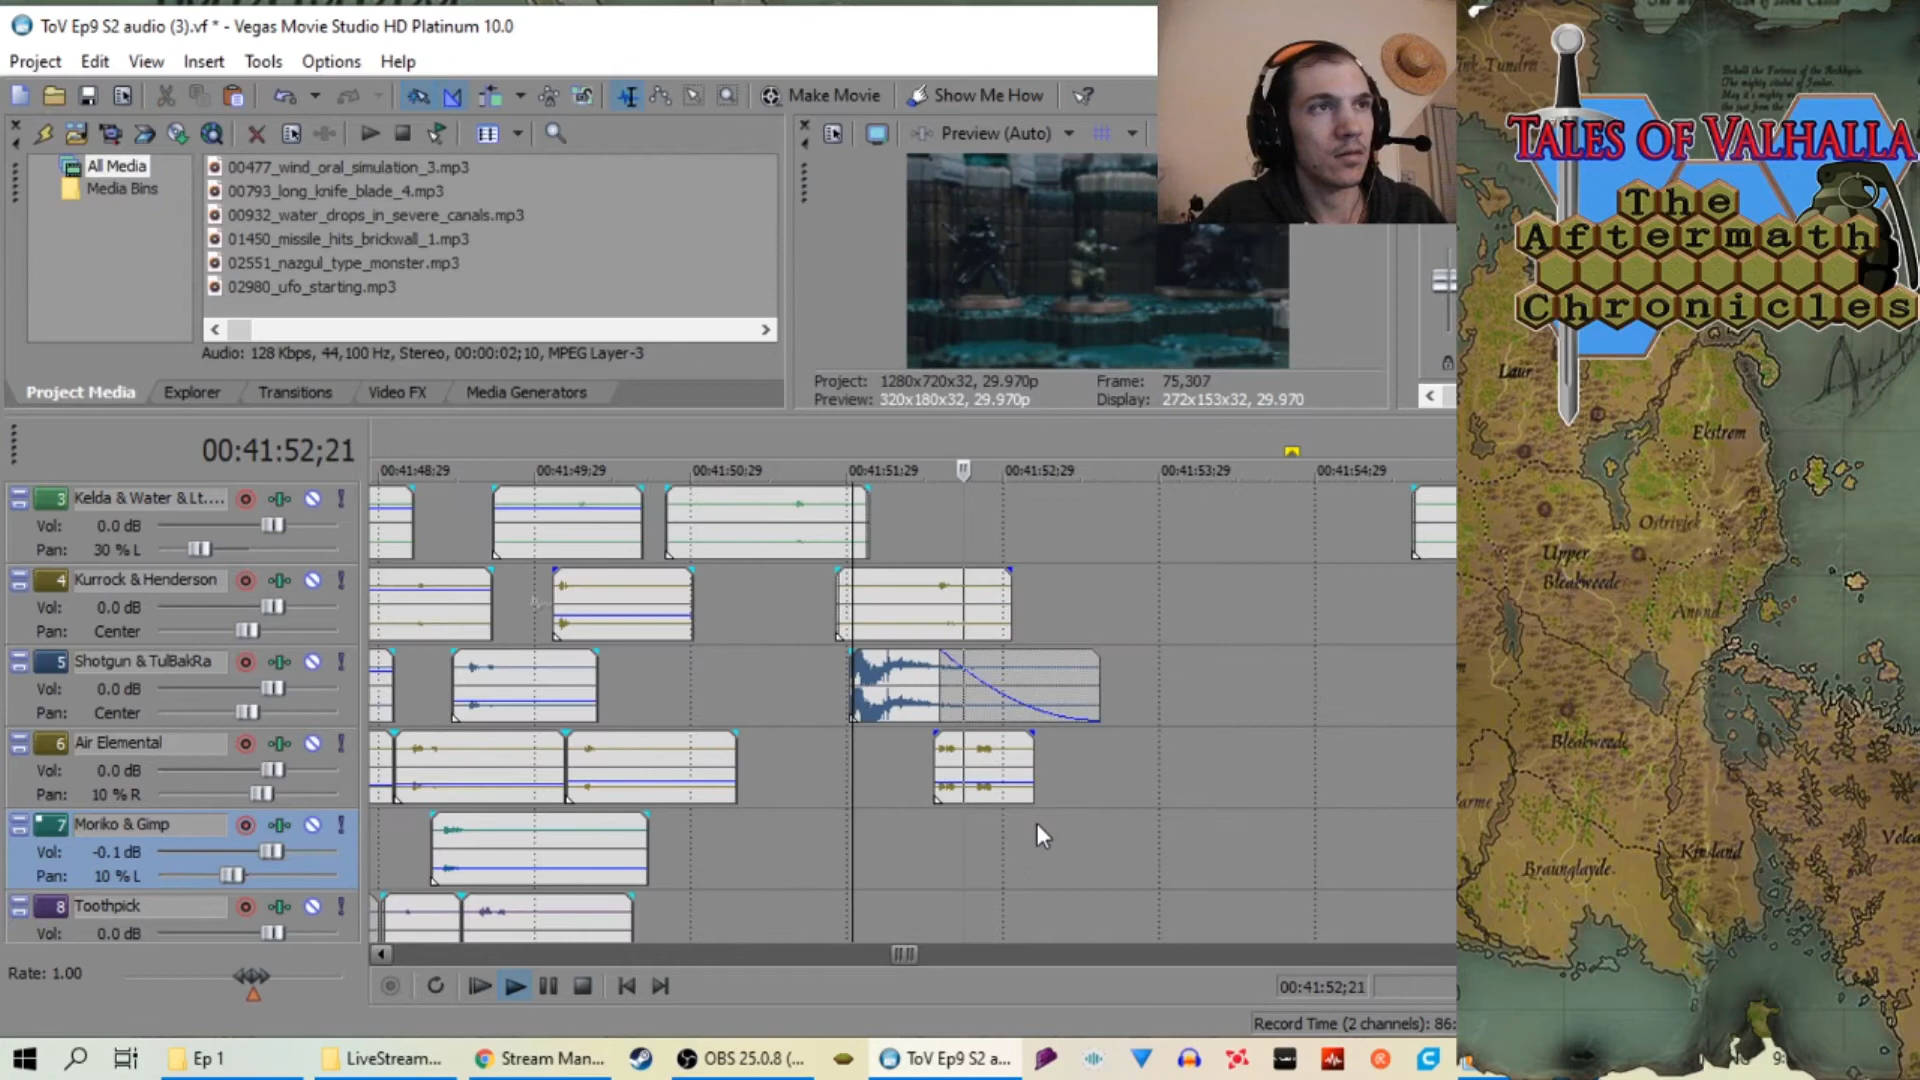 ToV Ep9 S2 audio (3).vf * - Vegas Movie Studio HD Platinum 10.0
Project Edit View Insert Tools Options Help
Make Movie
Show Me How
All Media
Media Bins
00477_wind_oral_simulation_3.mp3
00793_long_knife_blade_4.mp3
00932_water_drops_in_severe_canals.mp3
01450_missile_hits_brickwall_1.mp3
02551_nazgul_type_monster.mp3
02980_ufo_starting.mp3
Audio: 128 Kbps, 44,100 Hz, Stereo, 00:00:02;10, MPEG Layer-3
Project Media Explorer Transitions Video FX Media Generators
Preview (Auto)
Project: 1280x720x32, 29.970p Frame: 75,307
Preview: 320x180x32, 29.970p Display: 272x153x32, 29.970
00:41:52;21
00:41:48;29 00:41:49;29 00:41:50;29 00:41:51;29 00:41:52;29 00:41:53;29 00:41:54;29
3 Kelda & Water & Lt....
Vol: 0.0 dB
Pan: 30 % L
4 Kurrock & Henderson
Vol: 0.0 dB
Pan: Center
5 Shotgun & TulBakRa
Vol: 0.0 dB
Pan: Center
6 Air Elemental
Vol: 0.0 dB
Pan: 10 % R
7 Moriko & Gimp
Vol: -0.1 dB
Pan: 10 % L
8 Toothpick
Vol: 0.0 dB
Rate: 1.00
00:41:52;21
Record Time (2 channels): 86:
Ep 1
LiveStream...
Stream Man...
OBS 25.0.8 (...
ToV Ep9 S2 a...
TALES OF VALHALLA
The
Aftermath
Chronicles
Laur
Ekstrem
Ostrivick
Upper
Bleakweede
Bleakweede
Kinsland
Braunglayde